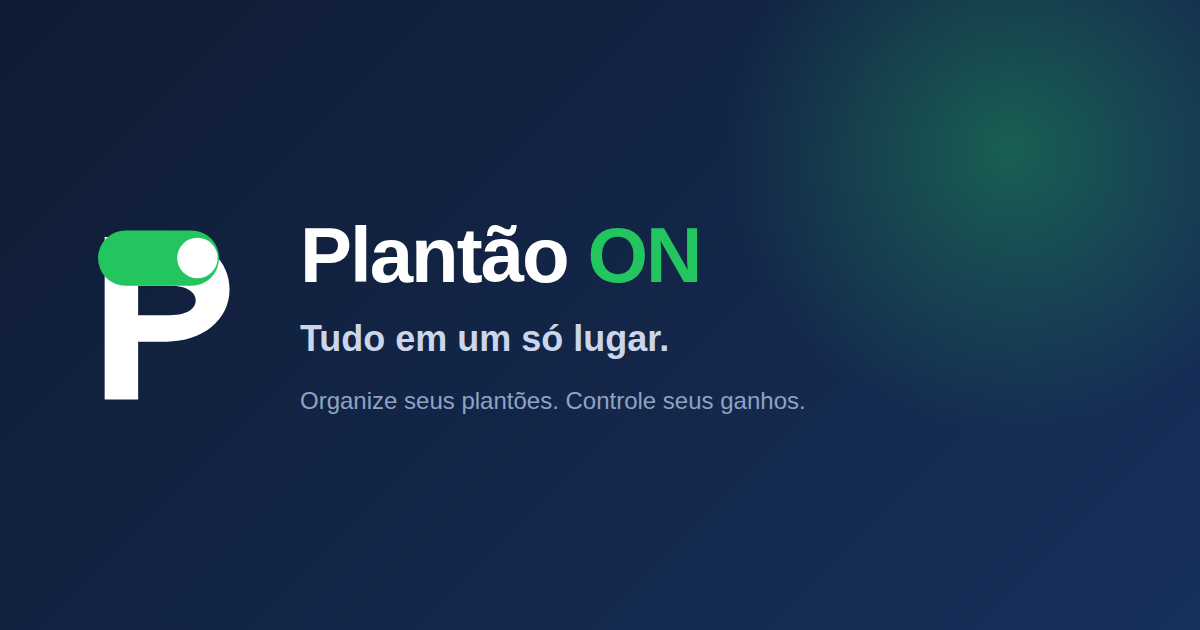 Plantão ON
Tudo em um só lugar.
Organize seus plantões. Controle seus ganhos.